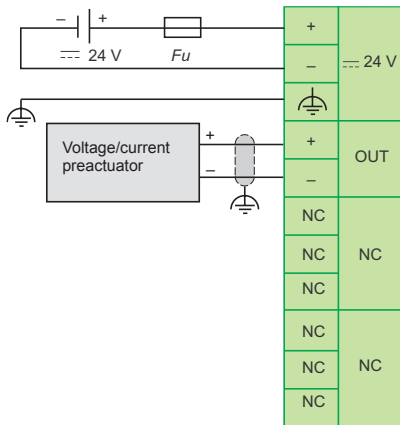 – +
⎓ 24 V Fu
+
–
⎓ 24 V
Voltage/current
preactuator
+
–
+
–
OUT
NC
NC
NC
NC
NC
NC
NC
NC